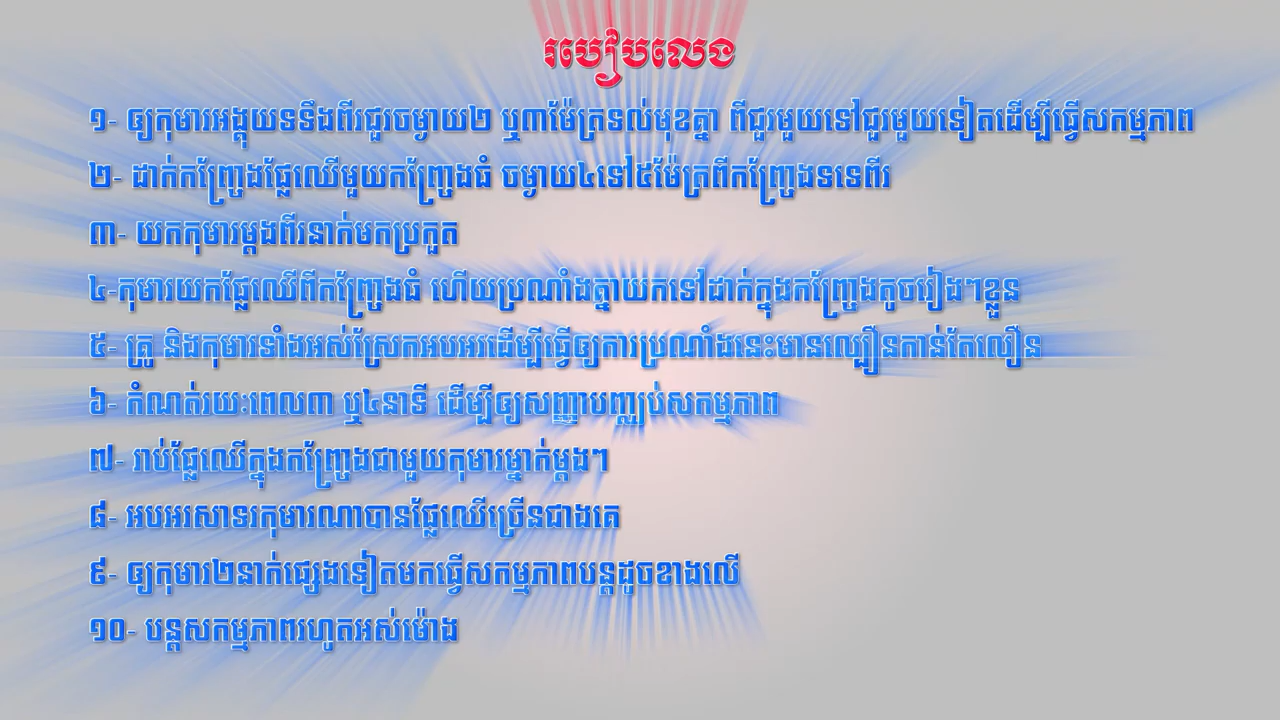 របៀបលេង
១- ឲ្យកុមារអង្គុយទទឹងពីរជួរចម្ងាយ២ ឬ៣ម៉ែត្រទល់មុខគ្នា ពីជួរមួយទៅជួរមួយទៀតដើម្បីធ្វើសកម្មភាព
២- ដាក់កញ្ច្រែងផ្លែឈើមួយកញ្ច្រែងធំ ចម្ងាយ៤ទៅ៥ម៉ែត្រពីកញ្ច្រែងទទេពីរ
៣- យកកុមារម្តងពីរនាក់មកប្រកួត
៤-កុមារយកផ្លែឈើពីកញ្ច្រែងធំ ហើយប្រណាំងគ្នាយកទៅដាក់ក្នុងកញ្ច្រែងតូចរៀងៗខ្លួន
៥- គ្រូ និងកុមារទាំងអស់ស្រែកអបអរដើម្បីធ្វើឲ្យការប្រណាំងនេះមានល្បឿនកាន់តែលឿន
៦- កំណត់រយៈពេល៣ ឬ៤នាទី ដើម្បីឲ្យសញ្ញាបញ្ឈប់សកម្មភាព
៧- រាប់ផ្លែឈើក្នុងកញ្ច្រែងជាមួយកុមារម្នាក់ម្តងៗ
៨- អបអរសាទរកុមារណាបានផ្លែឈើច្រើនជាងគេ
៩- ឲ្យកុមារ២នាក់ផ្សេងទៀតមកធ្វើសកម្មភាពបន្តដូចខាងលើ
១០- បន្តសកម្មភាពរហូតអស់ម៉ោង